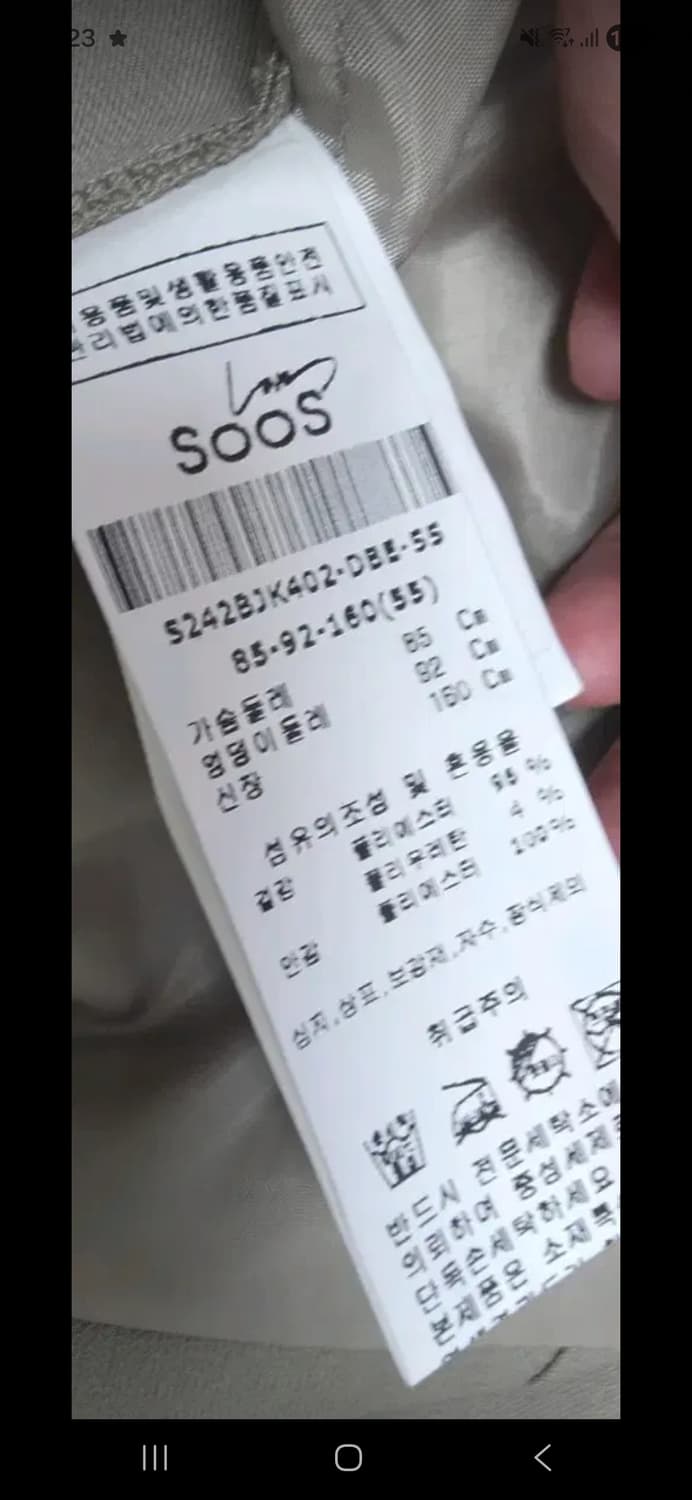 23
용품및생활용품안전
관리법에의한품질표시
SOOS
S242BJK402-DBE-55
85-92-160(55)
가슴둘레 85 Cm
엉덩이둘레 92 Cm
신장 160 Cm
섬유의조성 및 혼용율
겉감 폴리에스터 96 %
폴리우레탄 4 %
안감 폴리에스터 100%
심지,상표,보강재,자수,장식제외
취급주의
반드시 전문세탁소에
의뢰하며 중성세제로
단독손세탁하세요
본제품은 소재특